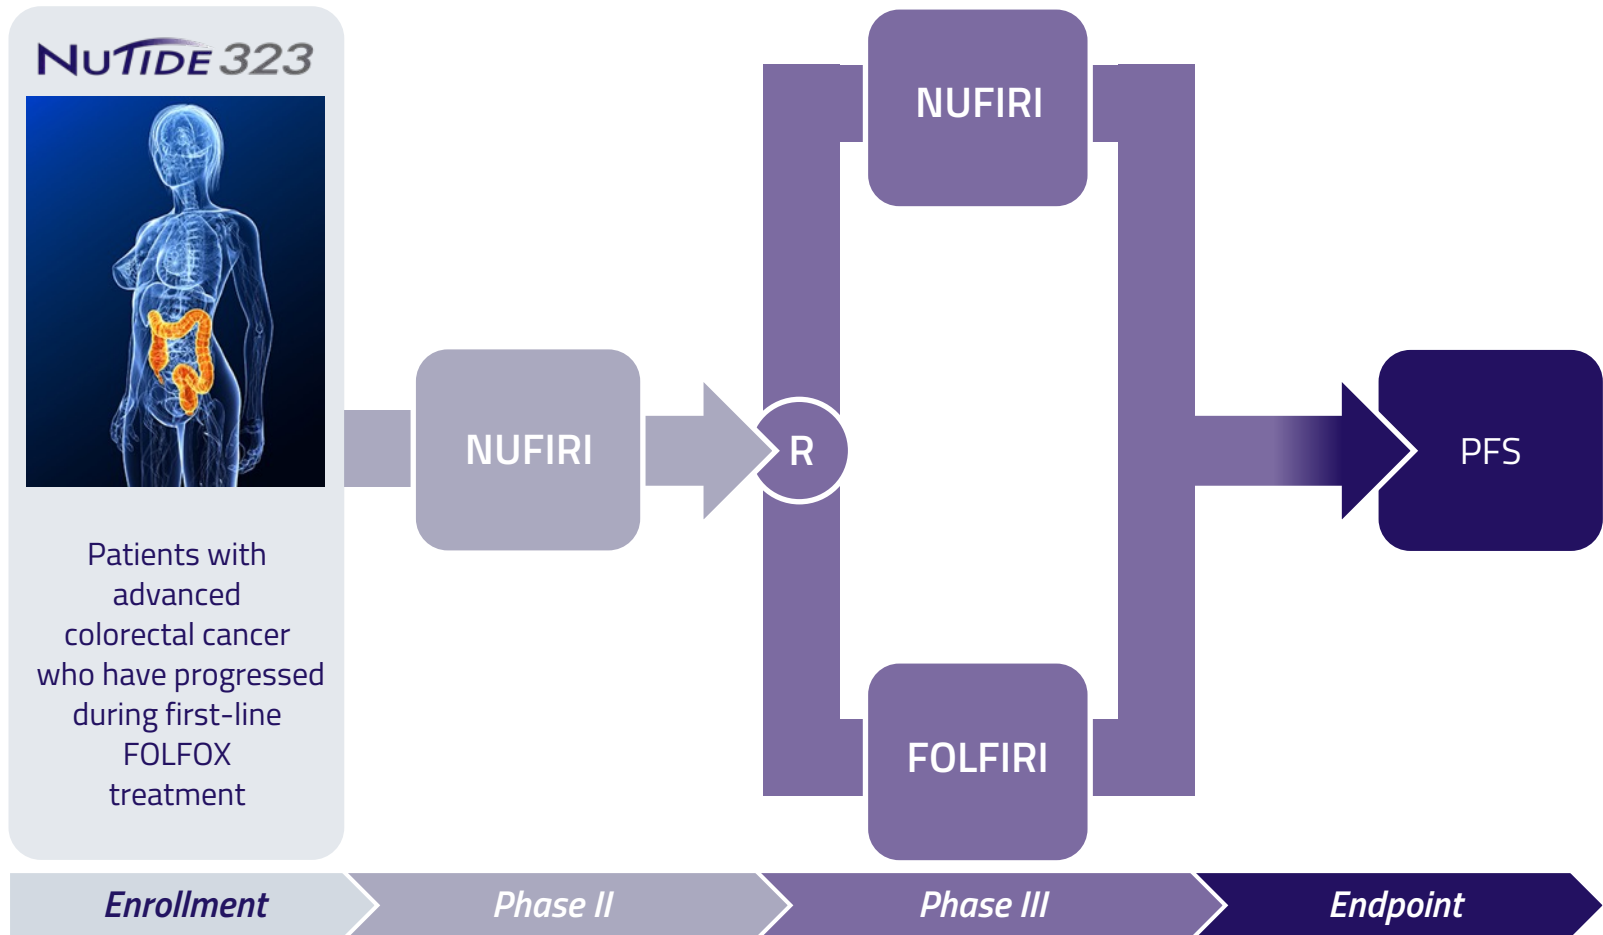 NUTIDE 323
Patients with
advanced
colorectal cancer
who have progressed
during first-line
FOLFOX
treatment
NUFIRI
R
NUFIRI
FOLFIRI
PFS
Enrollment
Phase II
Phase III
Endpoint